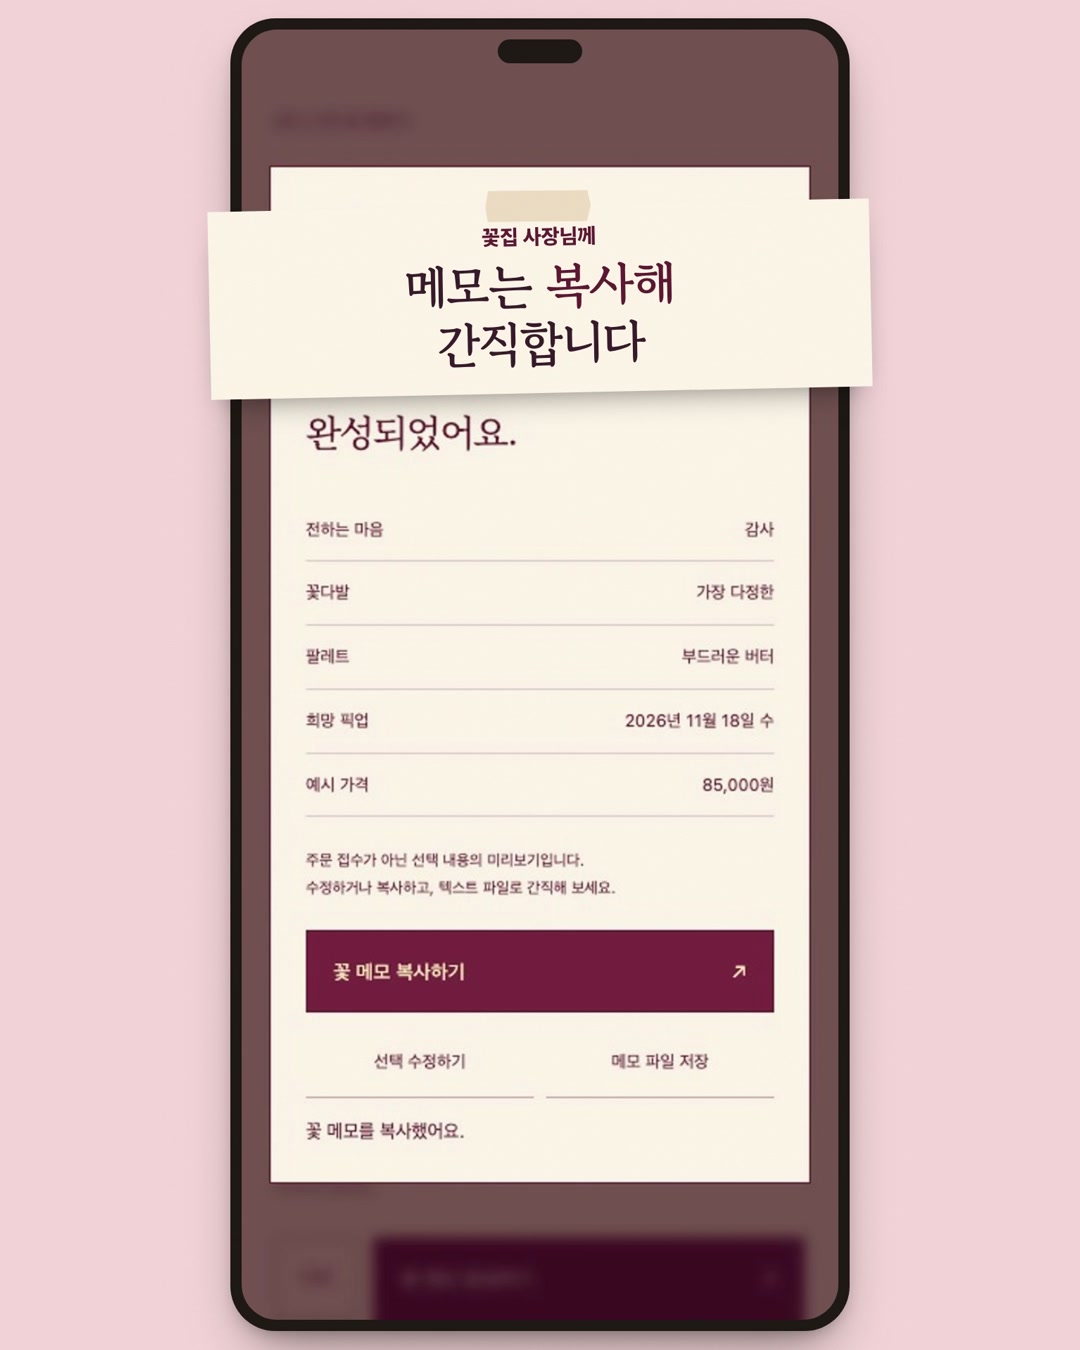 꽃집 사장님께
메모는 복사해
간직합니다
완성되었어요.
전하는 마음 감사
꽃다발 가장 다정한
팔레트 부드러운 버터
희망 픽업 2026년 11월 18일 수
예시 가격 85,000원
주문 접수가 아닌 선택 내용의 미리보기입니다.
수정하거나 복사하고, 텍스트 파일로 간직해 보세요.
꽃 메모 복사하기
선택 수정하기 메모 파일 저장
꽃 메모를 복사했어요.